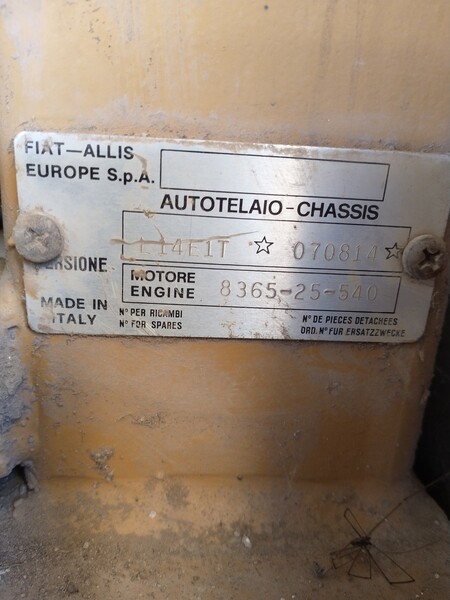 FIAT—ALLIS
EUROPE S.p.A.
AUTOTELAIO-CHASSIS
14E1T ☆ 070814 ☆
VERSIONE
MOTORE
ENGINE 8365-25-540
MADE IN
ITALY
Nº PER RICAMBI
Nº FOR SPARES
Nº DE PIECES DETACHEES
ORD. Nº FUR ERSATZZWECKE